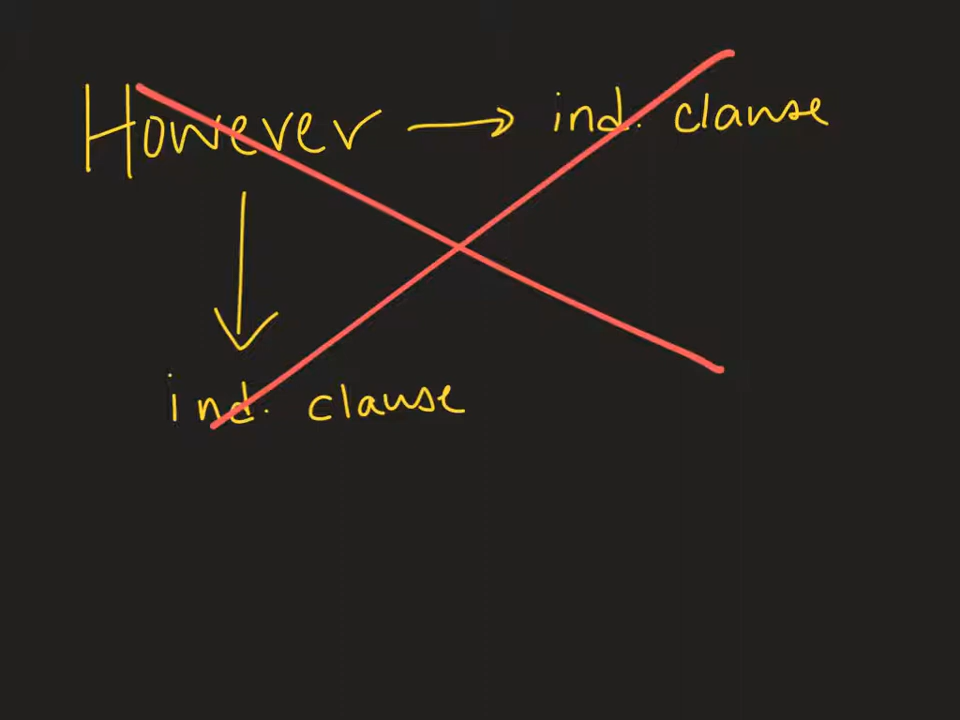 However → ind. clause
↓
ind. clause